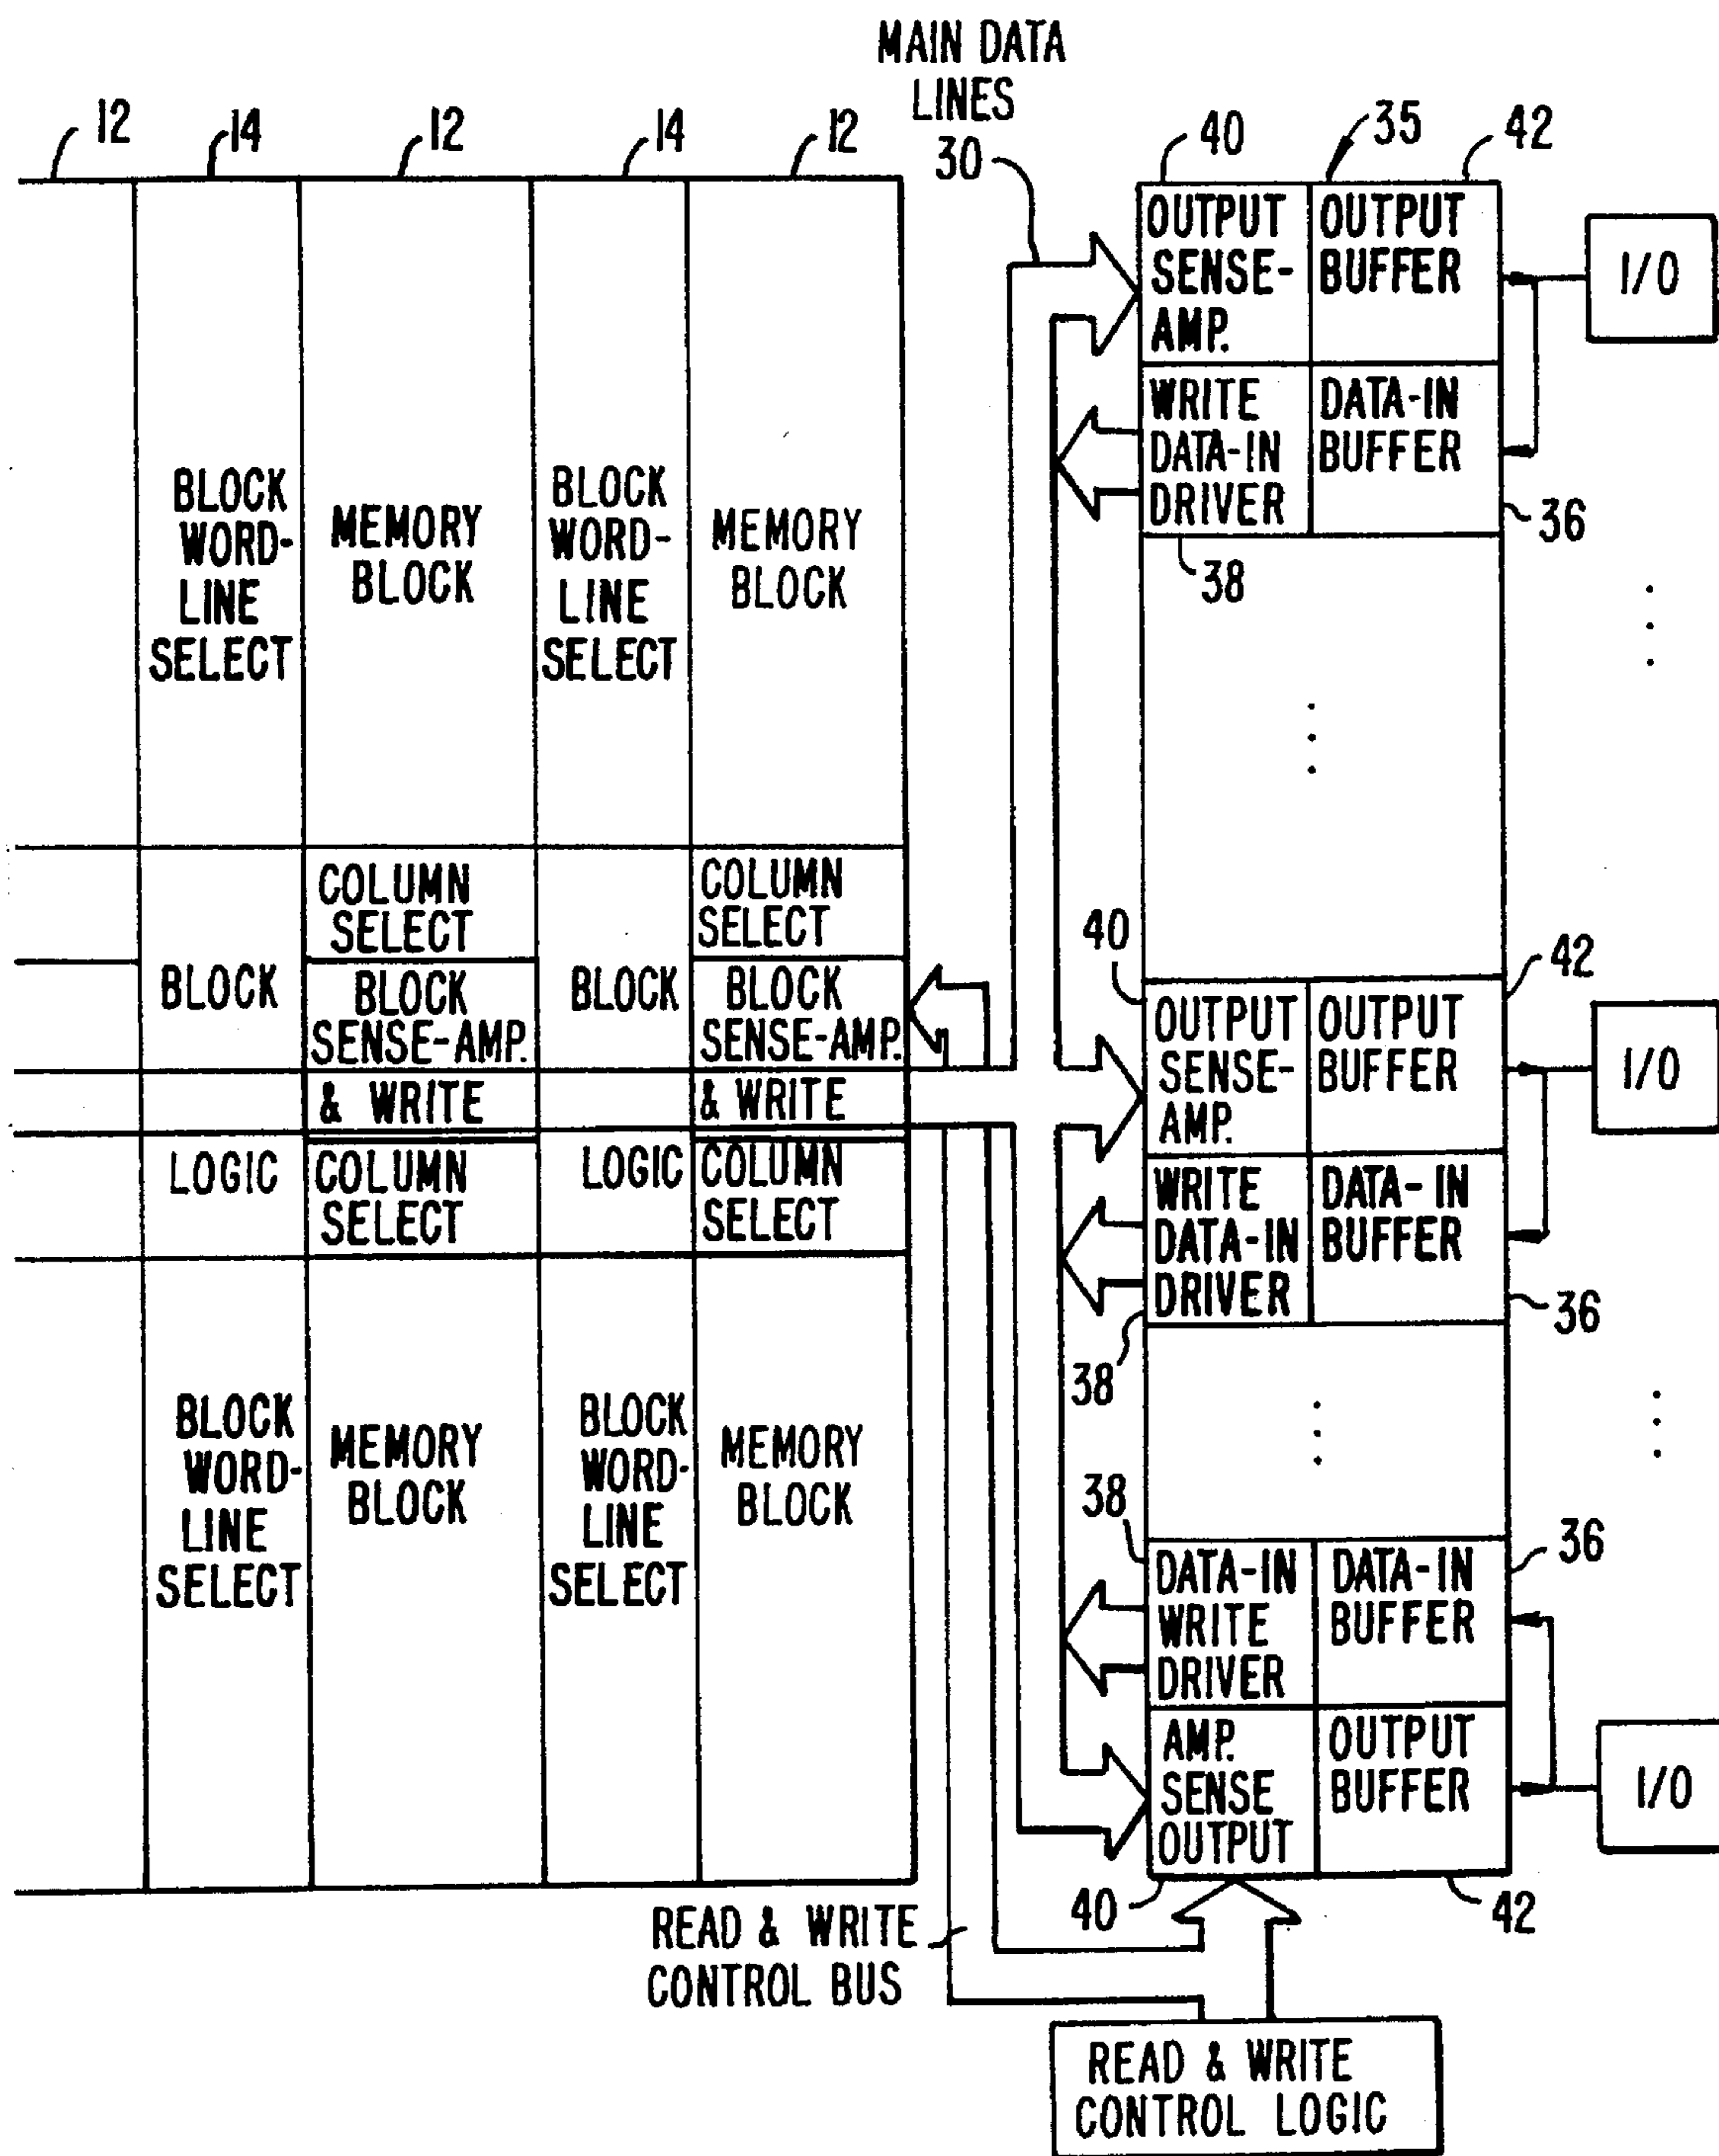 MAIN DATA
LINES
30
12
14
12
14
12
40
35
42
OUTPUT
SENSE-
AMP.
OUTPUT
BUFFER
I/O
WRITE
DATA-IN
DRIVER
DATA-IN
BUFFER
36
38
BLOCK
WORD-
LINE
SELECT
MEMORY
BLOCK
BLOCK
WORD-
LINE
SELECT
MEMORY
BLOCK
COLUMN
SELECT
COLUMN
SELECT
BLOCK
BLOCK
SENSE-AMP.
& WRITE
BLOCK
BLOCK
SENSE-AMP.
& WRITE
LOGIC
COLUMN
SELECT
LOGIC
COLUMN
SELECT
40
42
OUTPUT
SENSE-
AMP.
OUTPUT
BUFFER
I/O
WRITE
DATA-IN
DRIVER
DATA-IN
BUFFER
36
38
BLOCK
WORD-
LINE
SELECT
MEMORY
BLOCK
BLOCK
WORD-
LINE
SELECT
MEMORY
BLOCK
38
36
DATA-IN
WRITE
DRIVER
DATA-IN
BUFFER
AMP.
SENSE
OUTPUT
OUTPUT
BUFFER
I/O
40
42
READ & WRITE
CONTROL BUS
READ & WRITE
CONTROL LOGIC